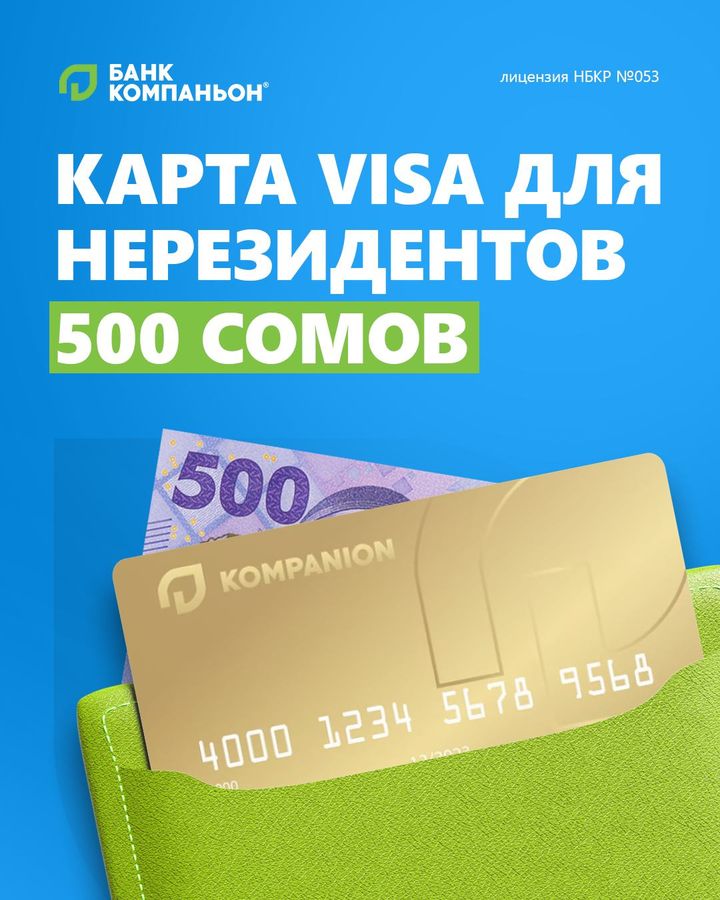 БАНК
КОМПАНЬОН®
лицензия НБКР №053
КАРТА VISA ДЛЯ
НЕРЕЗИДЕНТОВ
500 СОМОВ
500
KOMPANION
4000 1234 5678 9568